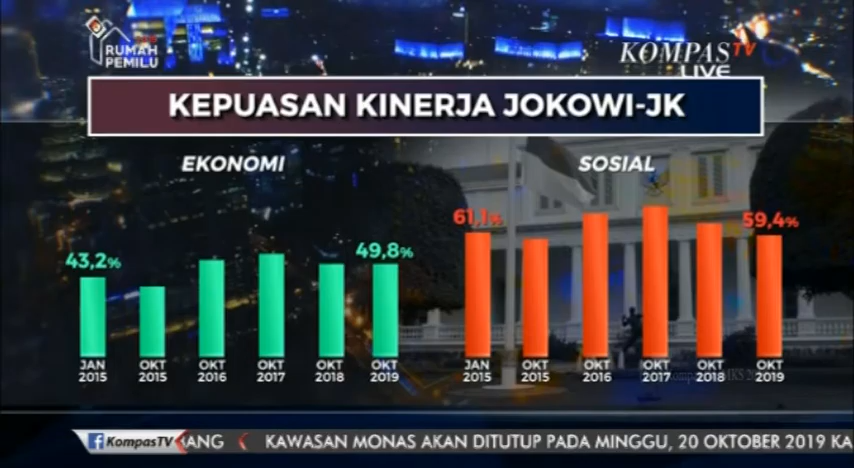 RUMAH
PEMILU
KOMPAS TV
LIVE
KEPUASAN KINERJA JOKOWI-JK
EKONOMI
SOSIAL
43,2%
49,8%
61,1%
59,4%
JAN 2015
OKT 2015
OKT 2016
OKT 2017
OKT 2018
OKT 2019
JAN 2015
OKT 2015
OKT 2016
OKT 2017
OKT 2018
OKT 2019
KompasTV
ANG
KAWASAN MONAS AKAN DITUTUP PADA MINGGU, 20 OKTOBER 2019 KA